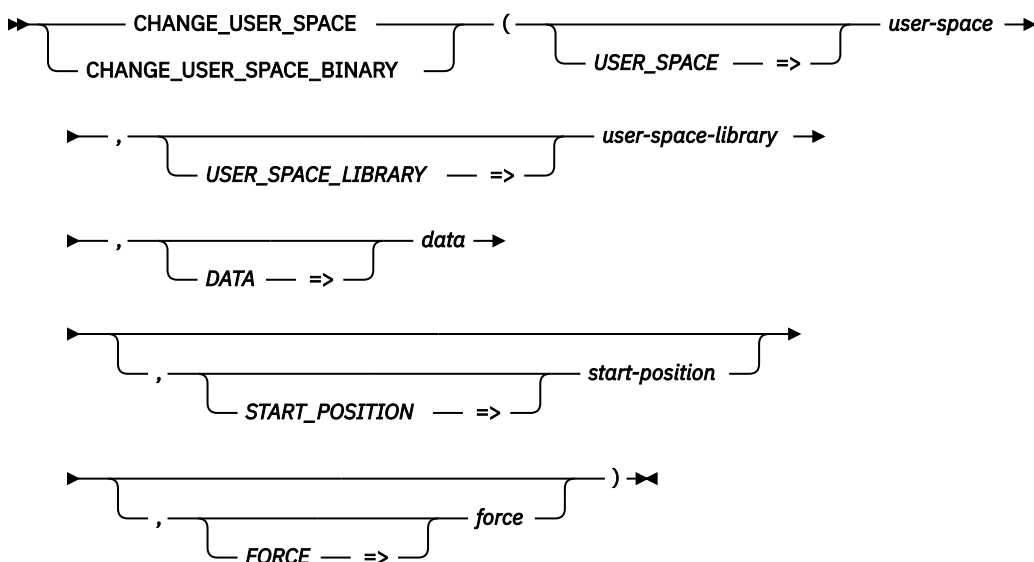 CHANGE_USER_SPACE ( user-space
CHANGE_USER_SPACE_BINARY USER_SPACE =>
, user-space-library
USER_SPACE_LIBRARY =>
, data
DATA =>
, start-position
START_POSITION =>
)
, force
FORCE =>